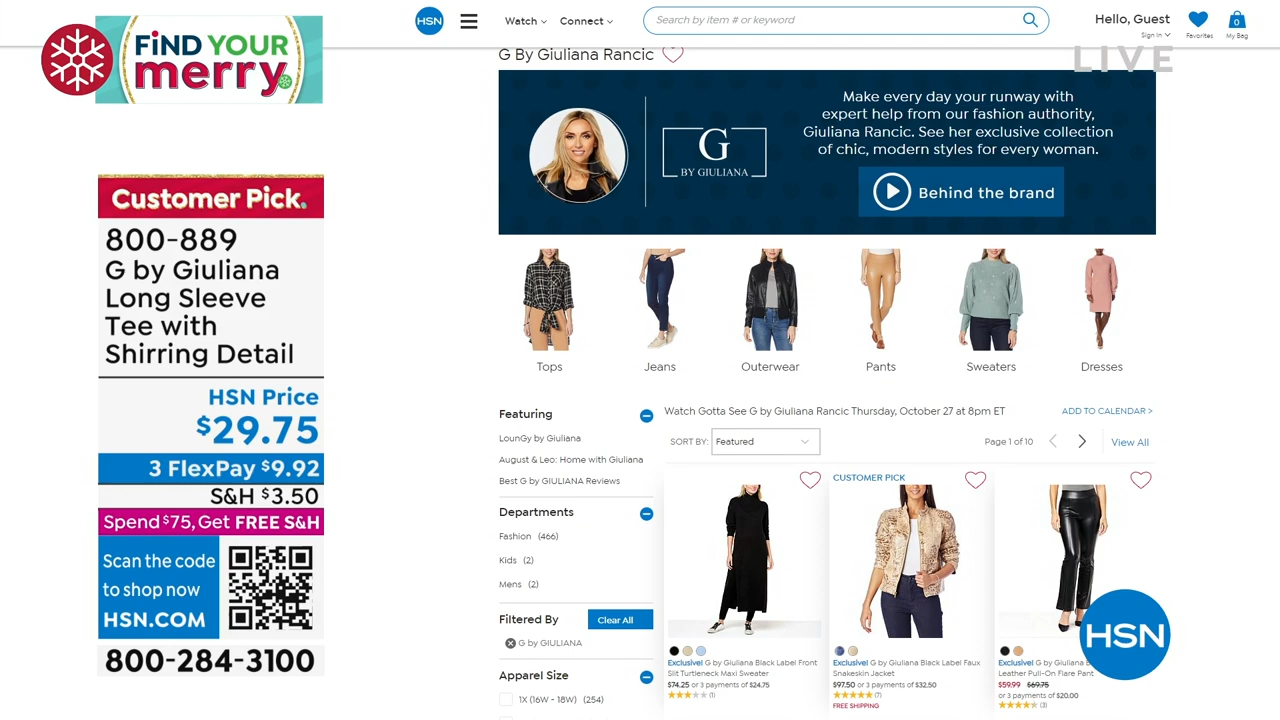 FiND YOUR
merry.
Customer Pick.
800-889
G by Giuliana
Long Sleeve
Tee with
Shirring Detail
HSN Price
$29.75
3 FlexPay $9.92
S&H $3.50
Spend $75, Get FREE S&H
Scan the code
to shop now
HSN.COM
800-284-3100
HSN
Watch
Connect
Search by item # or keyword
Hello, Guest
Sign in
Favorites
0
My Bag
LIVE
G By Giuliana Rancic
G
BY GIULIANA
Make every day your runway with
expert help from our fashion authority,
Giuliana Rancic. See her exclusive collection
of chic, modern styles for every woman.
Behind the brand
Tops
Jeans
Outerwear
Pants
Sweaters
Dresses
Featuring
LounGy by Giuliana
August & Leo: Home with Giuliana
Best G by GIULIANA Reviews
Departments
Fashion (466)
Kids (2)
Mens (2)
Filtered By
Clear All
G by GIULIANA
Apparel Size
1X (16W - 18W) (254)
Watch Gotta See G by Giuliana Rancic Thursday, October 27 at 8pm ET
ADD TO CALENDAR >
SORT BY:
Featured
Page 1 of 10
View All
Exclusive! G by Giuliana Black Label Front
Slit Turtleneck Maxi Sweater
$74.25 or 3 payments of $24.75
(1)
CUSTOMER PICK
Exclusive! G by Giuliana Black Label Faux
Snakeskin Jacket
$97.50 or 3 payments of $32.50
(7)
FREE SHIPPING
Exclusive! G by Giuliana
Leather Pull-On Flare Pant
$59.99 $69.75
or 3 payments of $20.00
(3)
HSN